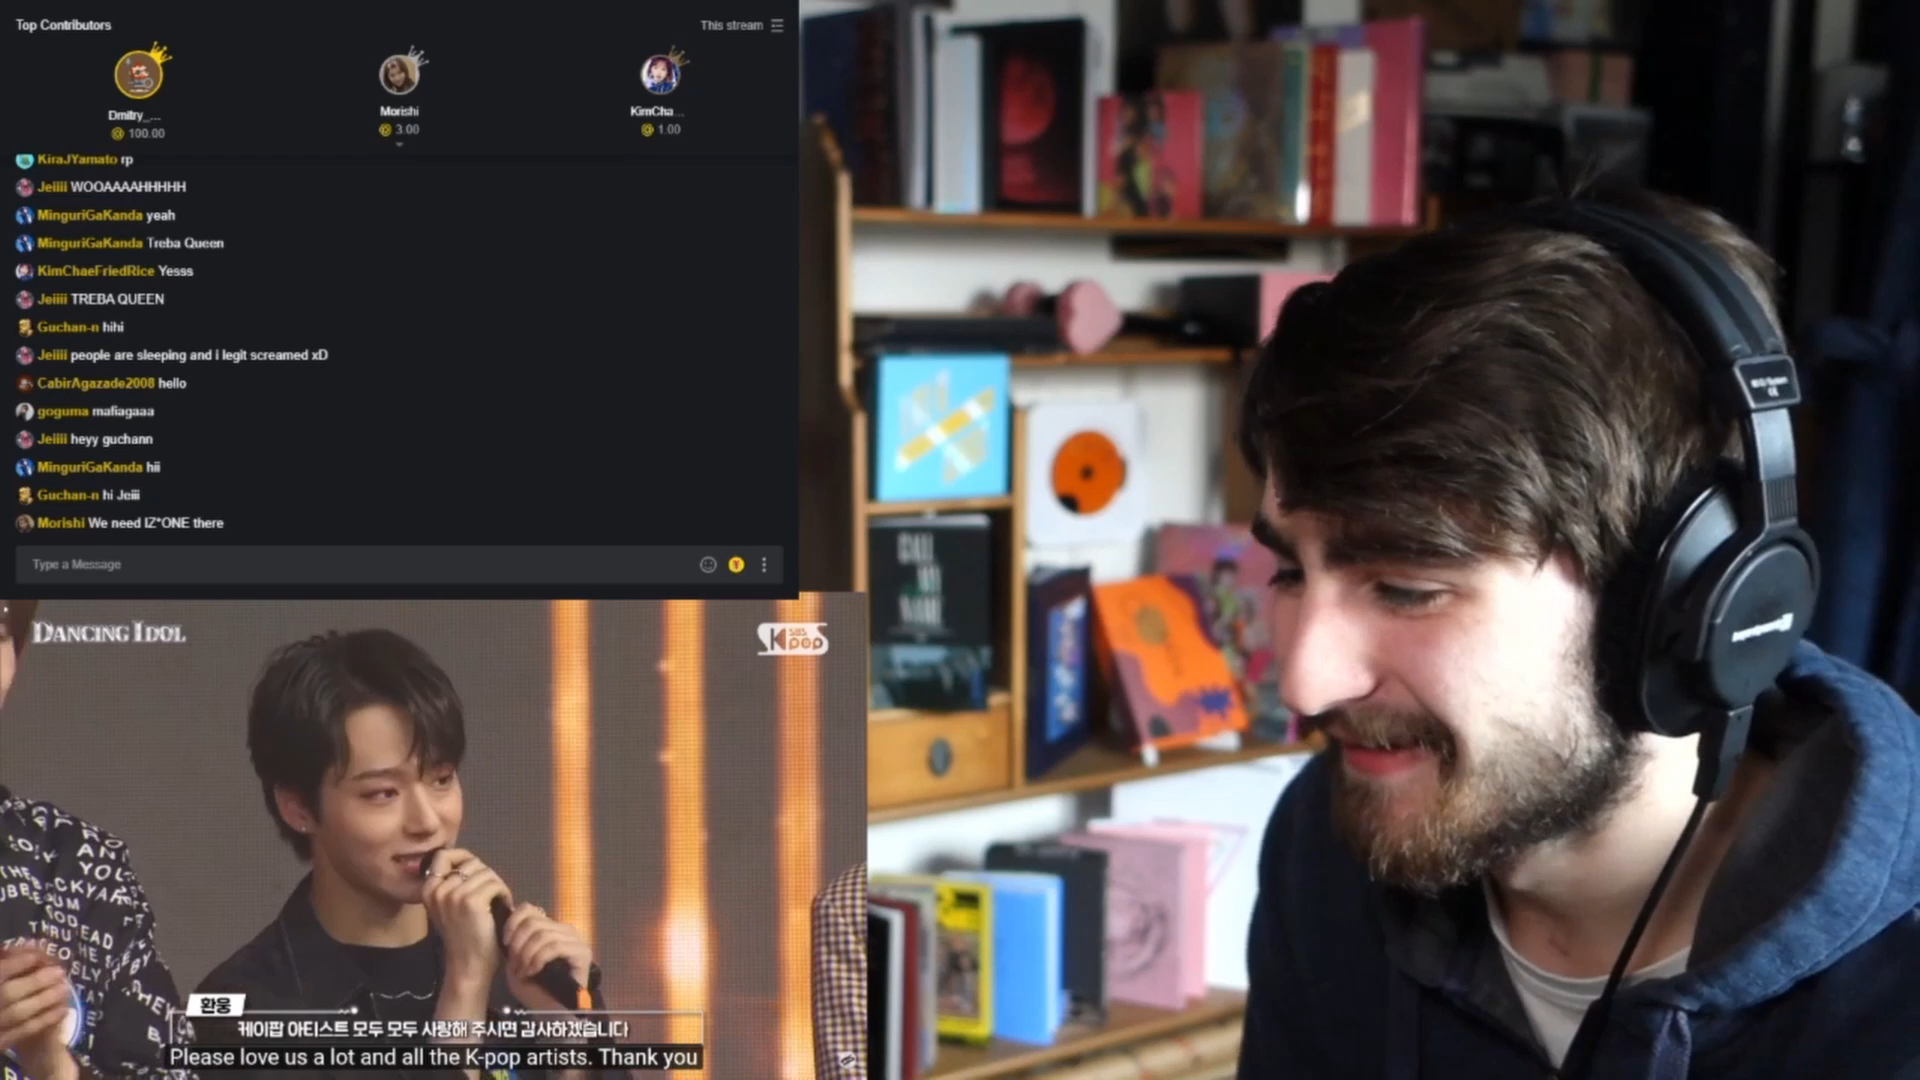 Top Contributors
This stream
Dmitry_...
100.00
Morishi
3.00
KimCha...
1.00
KiraJYamato rp
Jeiiii WOOAAAAHHHHH
MinguriGaKanda yeah
MinguriGaKanda Treba Queen
KimChaeFriedRice Yesss
Jeiiii TREBA QUEEN
Guchan-n hihi
Jeiiii people are sleeping and i legit screamed xD
CabirAgazade2008 hello
goguma mafiagaaa
Jeiiii heyy guchann
MinguriGaKanda hii
Guchan-n hi Jeiii
Morishi We need IZ*ONE there
Type a Message
DANCING IDOL
SBS Kpop
환웅
케이팝 아티스트 모두 모두 사랑해 주시면 감사하겠습니다
Please love us a lot and all the K-pop artists. Thank you
CALL
MY
NAME